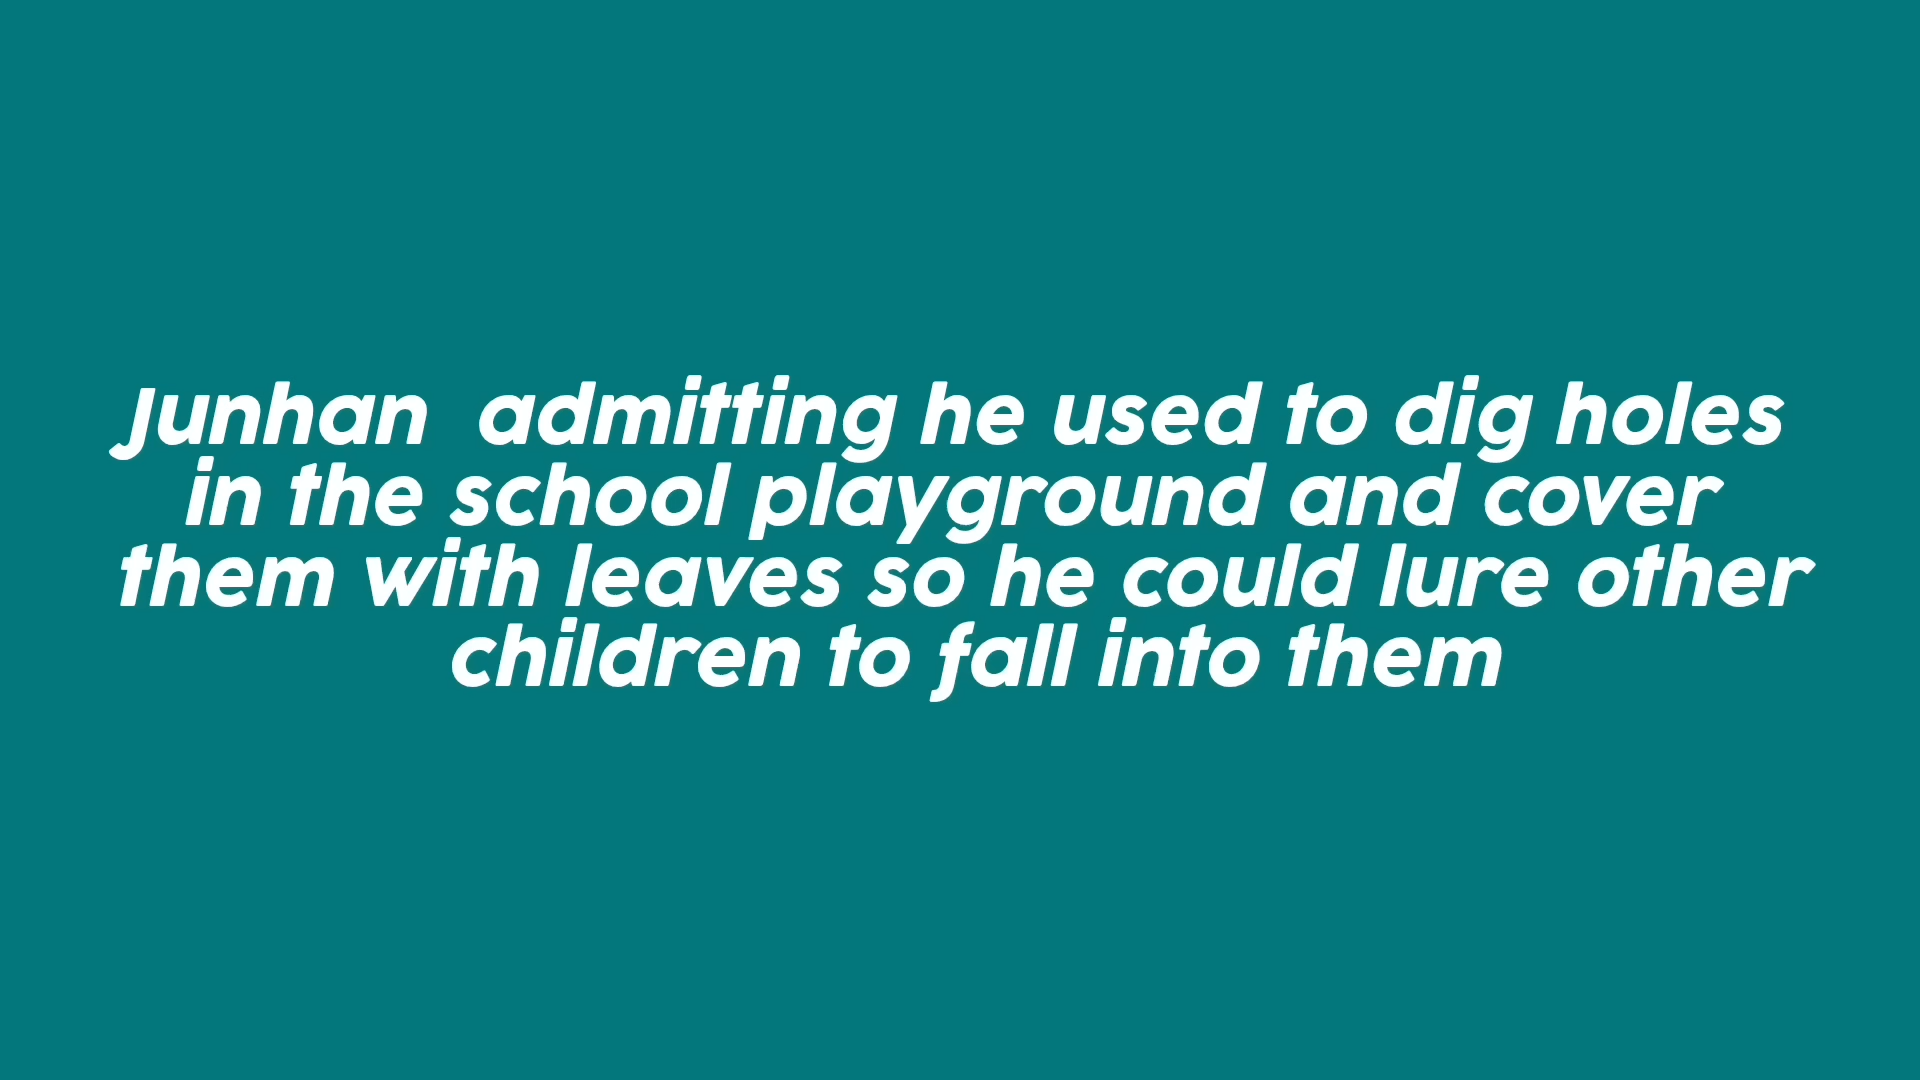 Junhan  admitting he used to dig holes
in the school playground and cover
them with leaves so he could lure other
children to fall into them